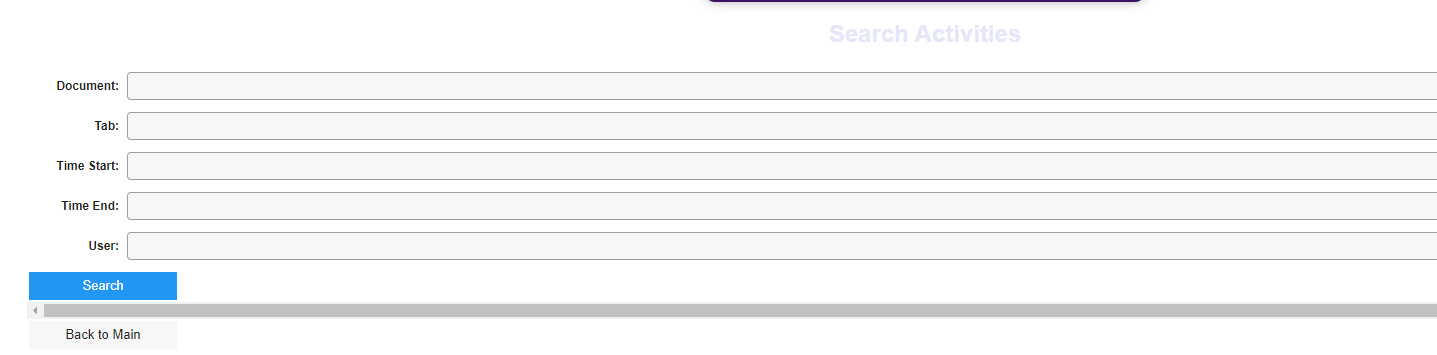 Search Activities
Document:
Tab:
Time Start:
Time End:
User:
Search
Back to Main